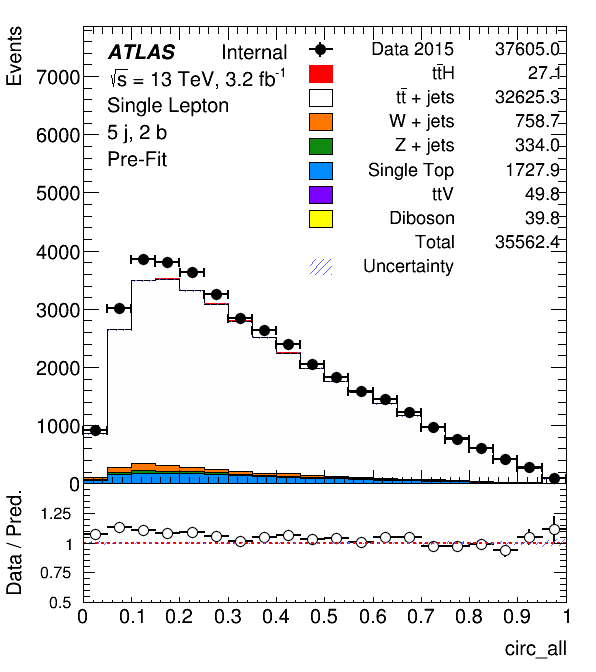 Events
ATLAS Internal
√s = 13 TeV, 3.2 fb⁻¹
Single Lepton
5 j, 2 b
Pre-Fit
Data 2015 37605.0
tt̄H 27.1
tt̄ + jets 32625.3
W + jets 758.7
Z + jets 334.0
Single Top 1727.9
ttV 49.8
Diboson 39.8
Total 35562.4
Uncertainty
7000
6000
5000
4000
3000
2000
1000
0
Data / Pred.
1.25
1
0.75
0.5
0 0.1 0.2 0.3 0.4 0.5 0.6 0.7 0.8 0.9 1
circ_all